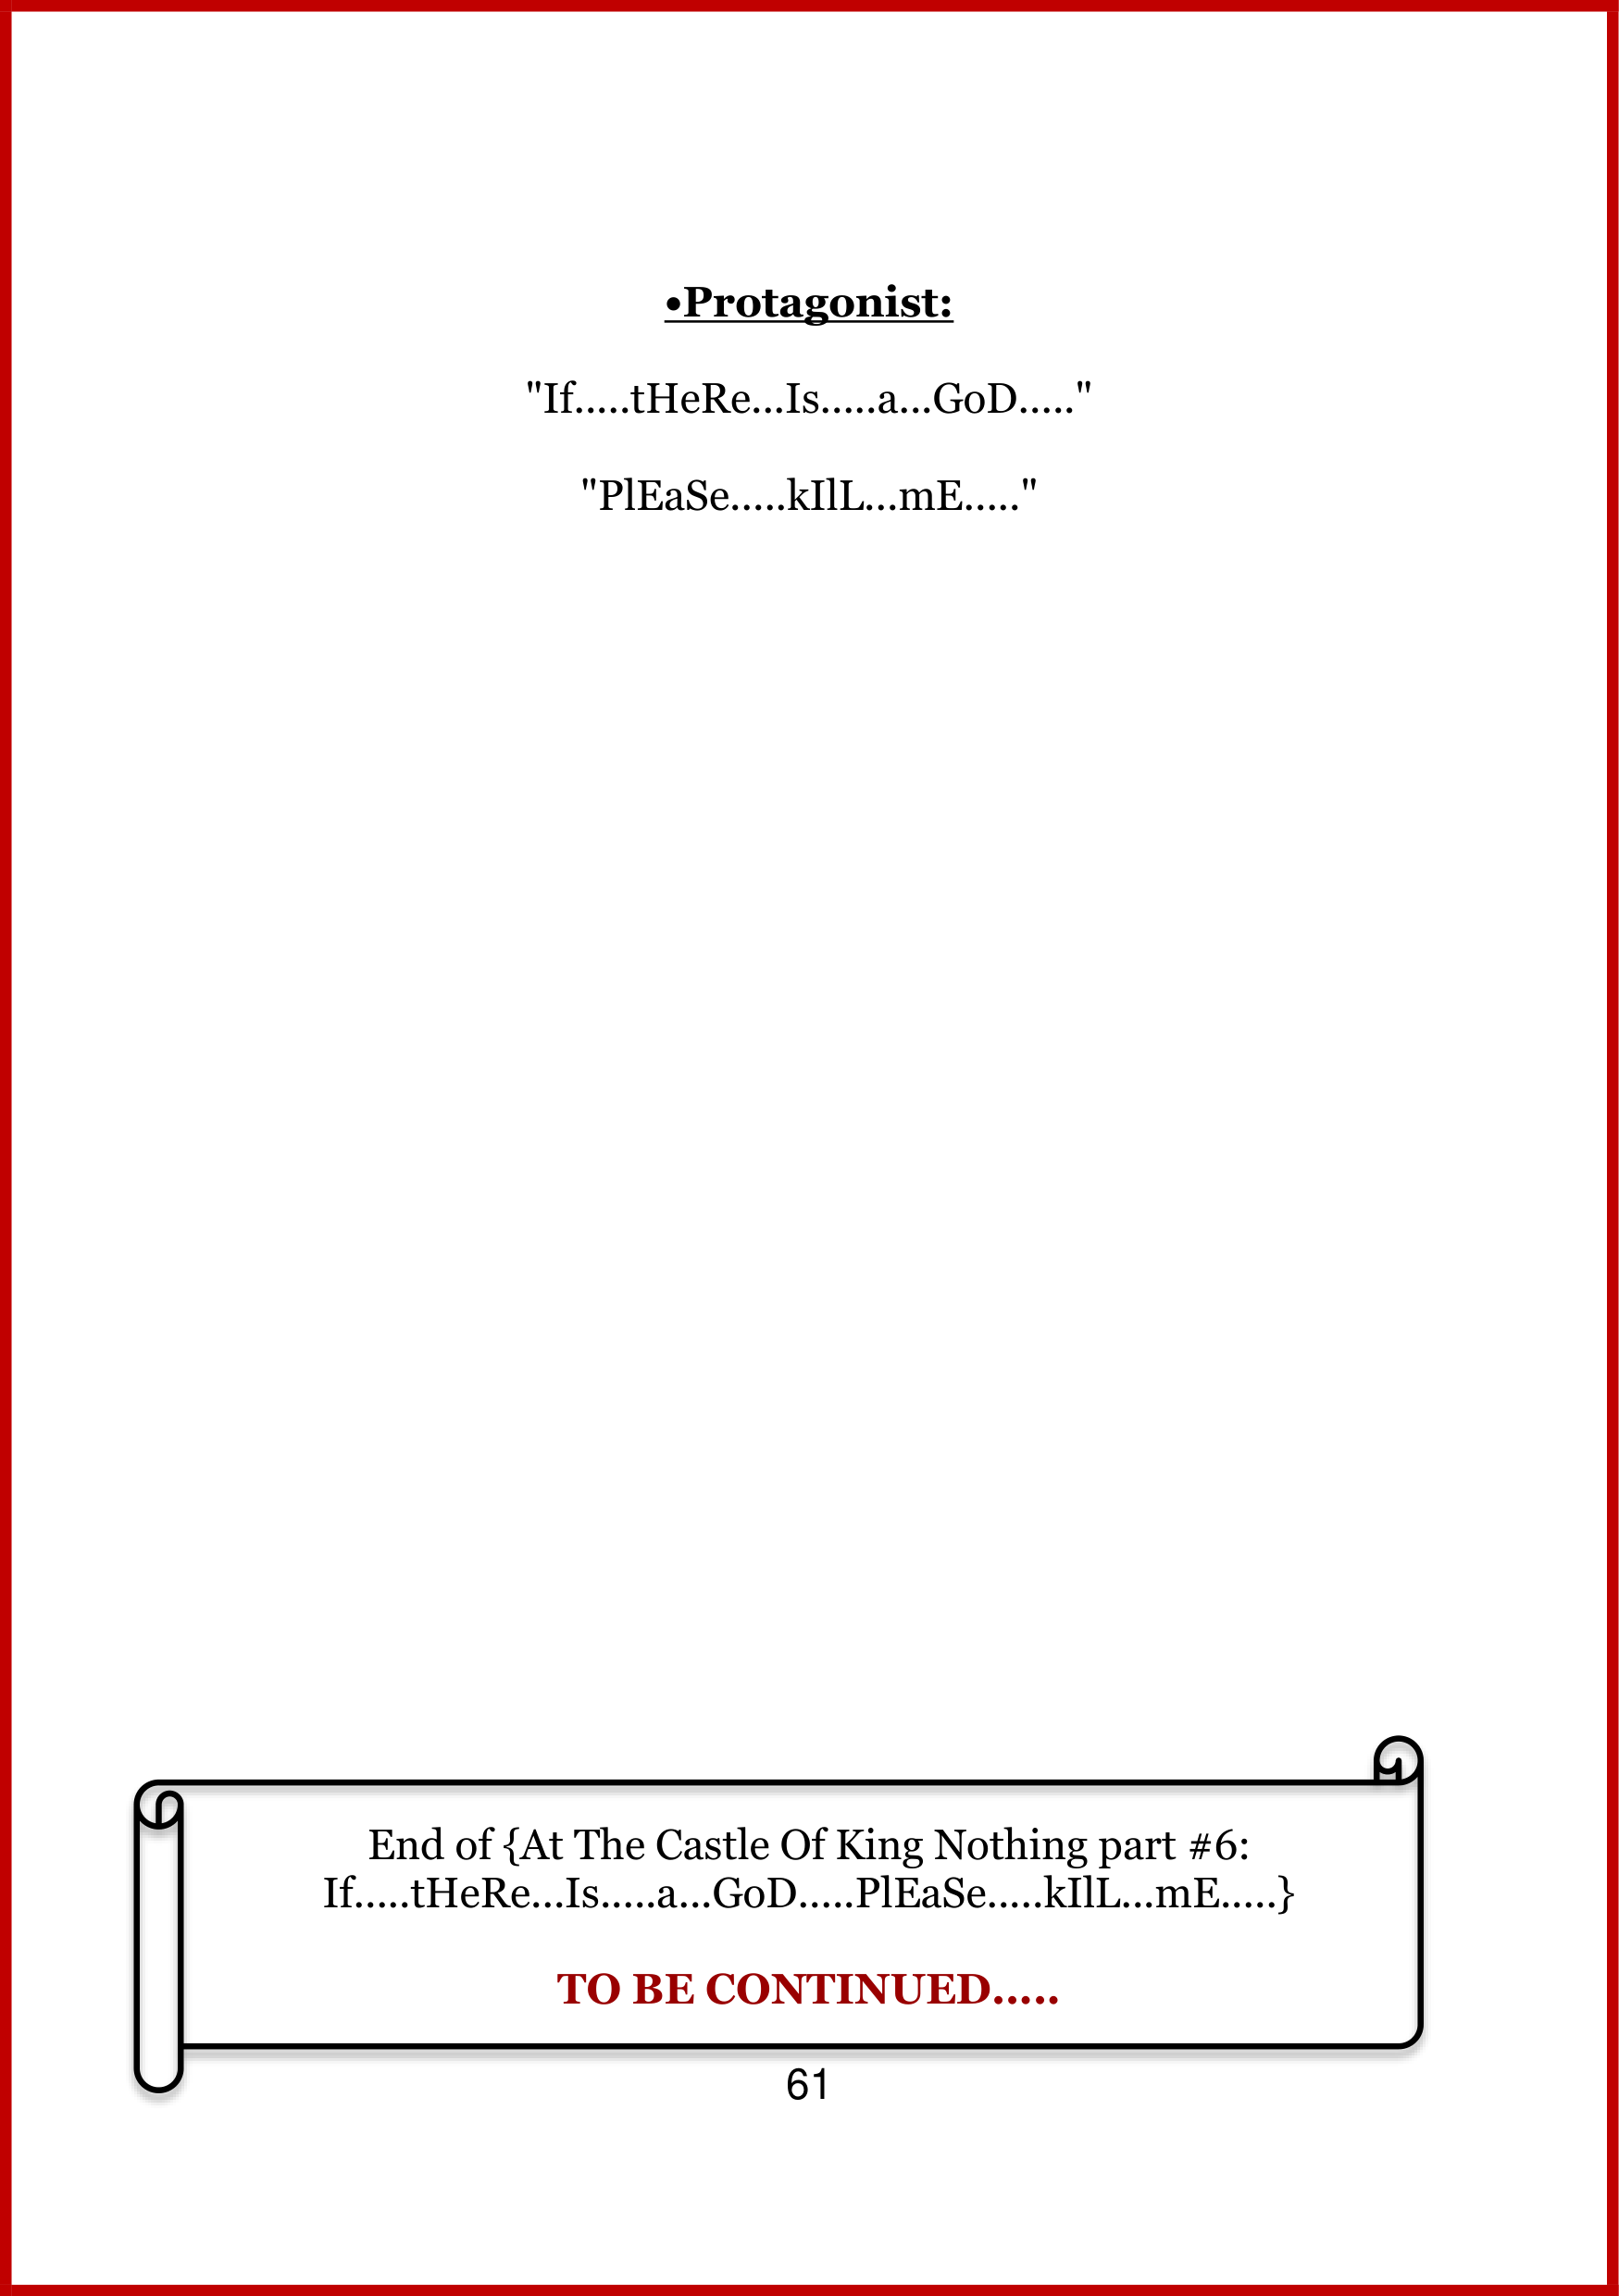 •Protagonist:
"If.....tHeRe...Is.....a...GoD....."
"PlEaSe.....kIlL...mE....."
End of {At The Castle Of King Nothing part #6:
If.....tHeRe...Is.....a...GoD.....PlEaSe.....kIlL...mE.....}
TO BE CONTINUED.....
61